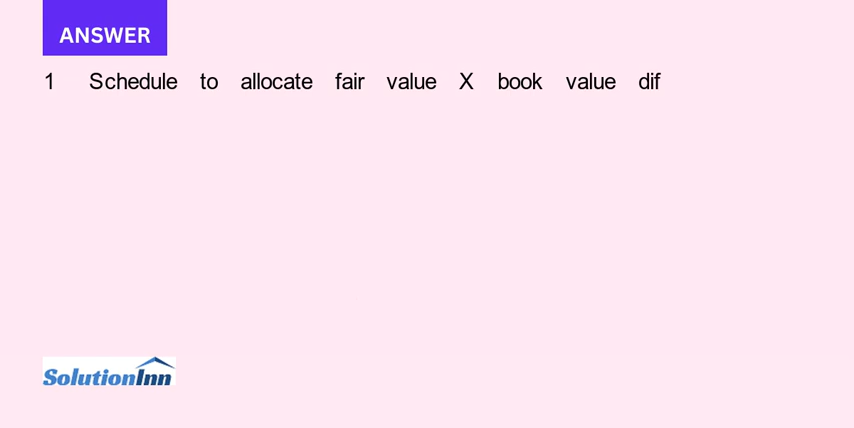 ANSWER
1 Schedule to allocate fair value X book value dif
SolutionInn